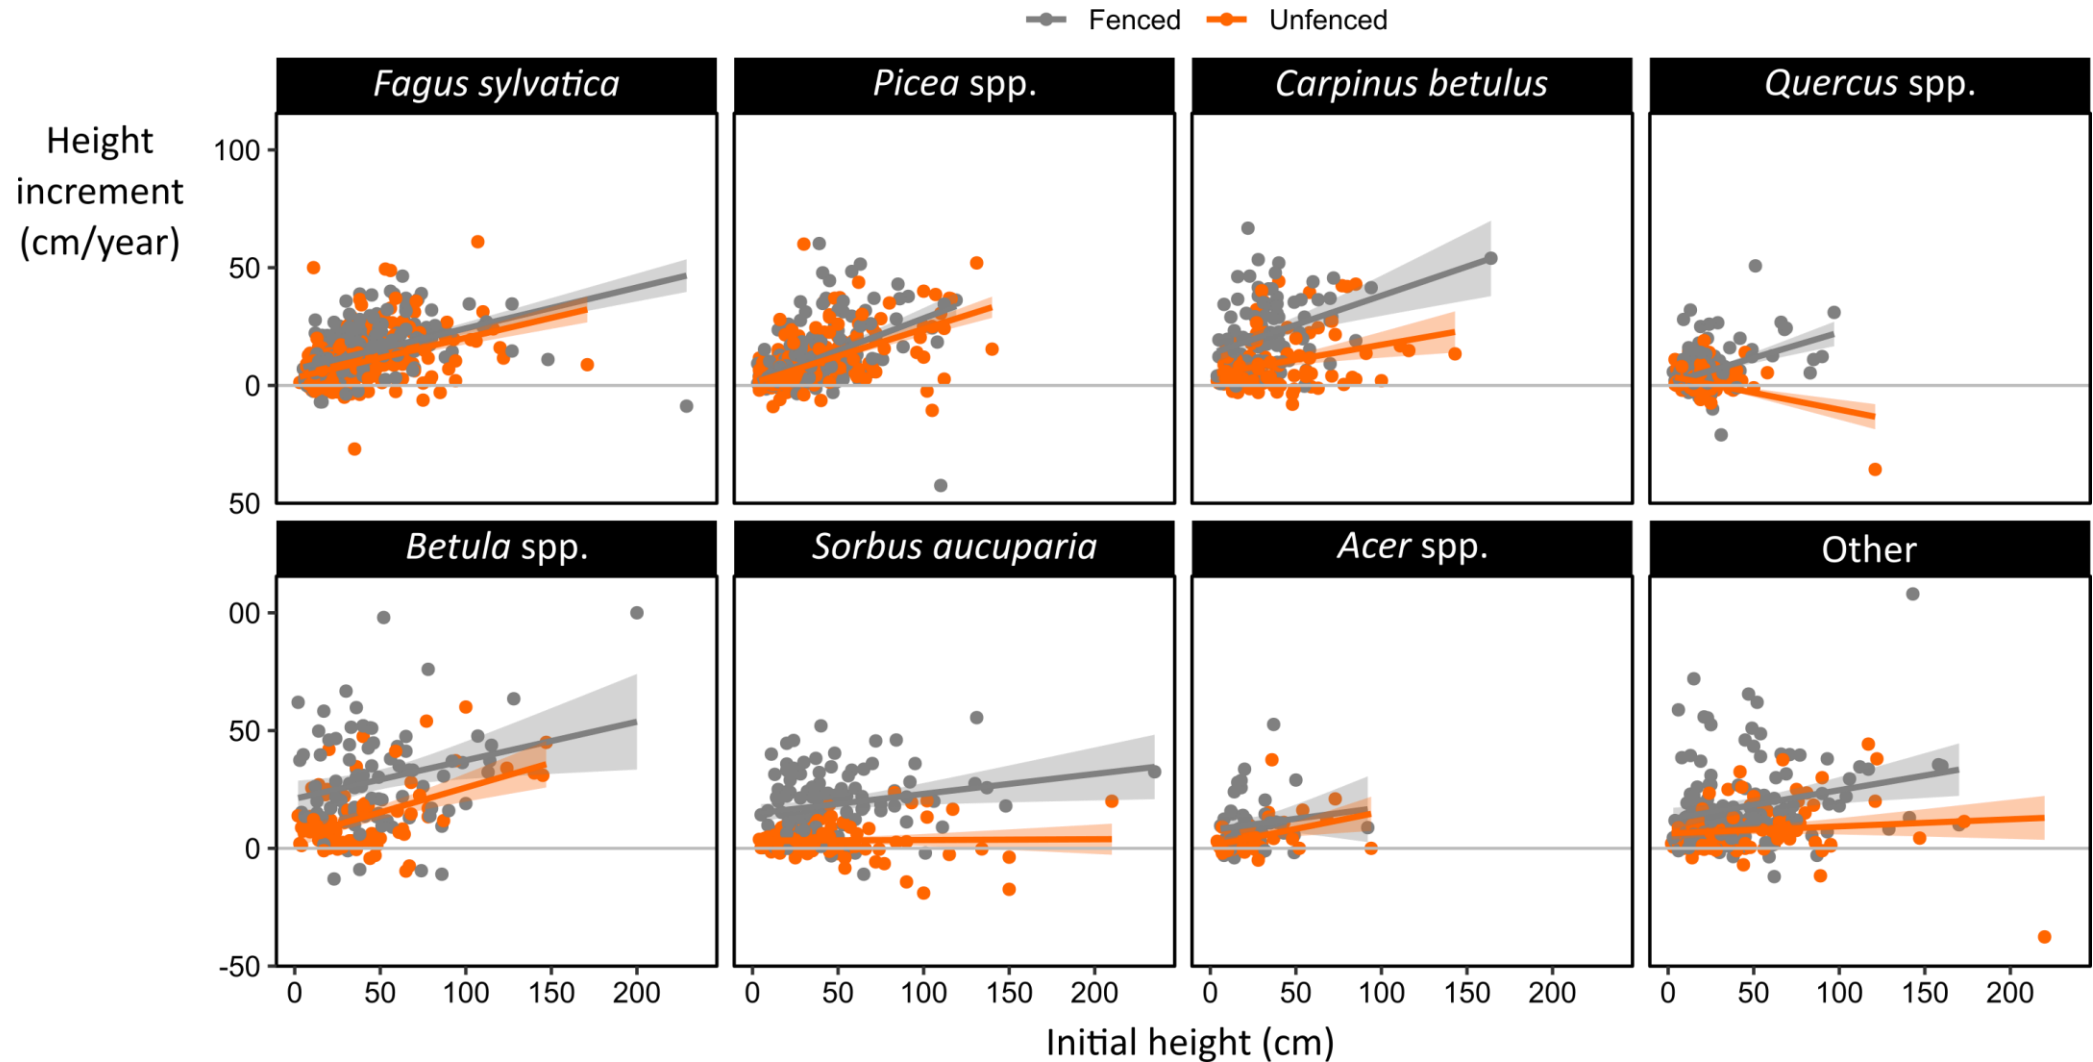 Fenced Unfenced
Fagus sylvatica Picea spp. Carpinus betulus Quercus spp.
Height
increment
(cm/year)
100
50
0
50
Betula spp. Sorbus aucuparia Acer spp. Other
00
50
0
-50
0 50 100 150 200 0 50 100 150 200 0 50 100 150 200 0 50 100 150 200
Initial height (cm)